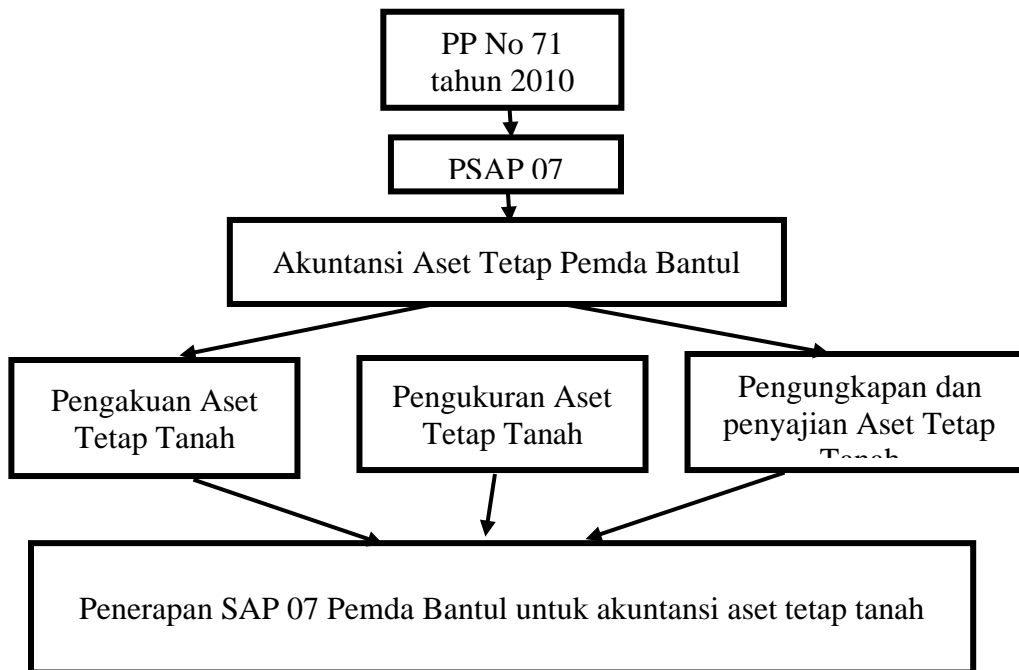 PP No 71
tahun 2010
PSAP 07
Akuntansi Aset Tetap Pemda Bantul
Pengakuan Aset
Tetap Tanah
Pengukuran Aset
Tetap Tanah
Pengungkapan dan
penyajian Aset Tetap
Tanah
Penerapan SAP 07 Pemda Bantul untuk akuntansi aset tetap tanah